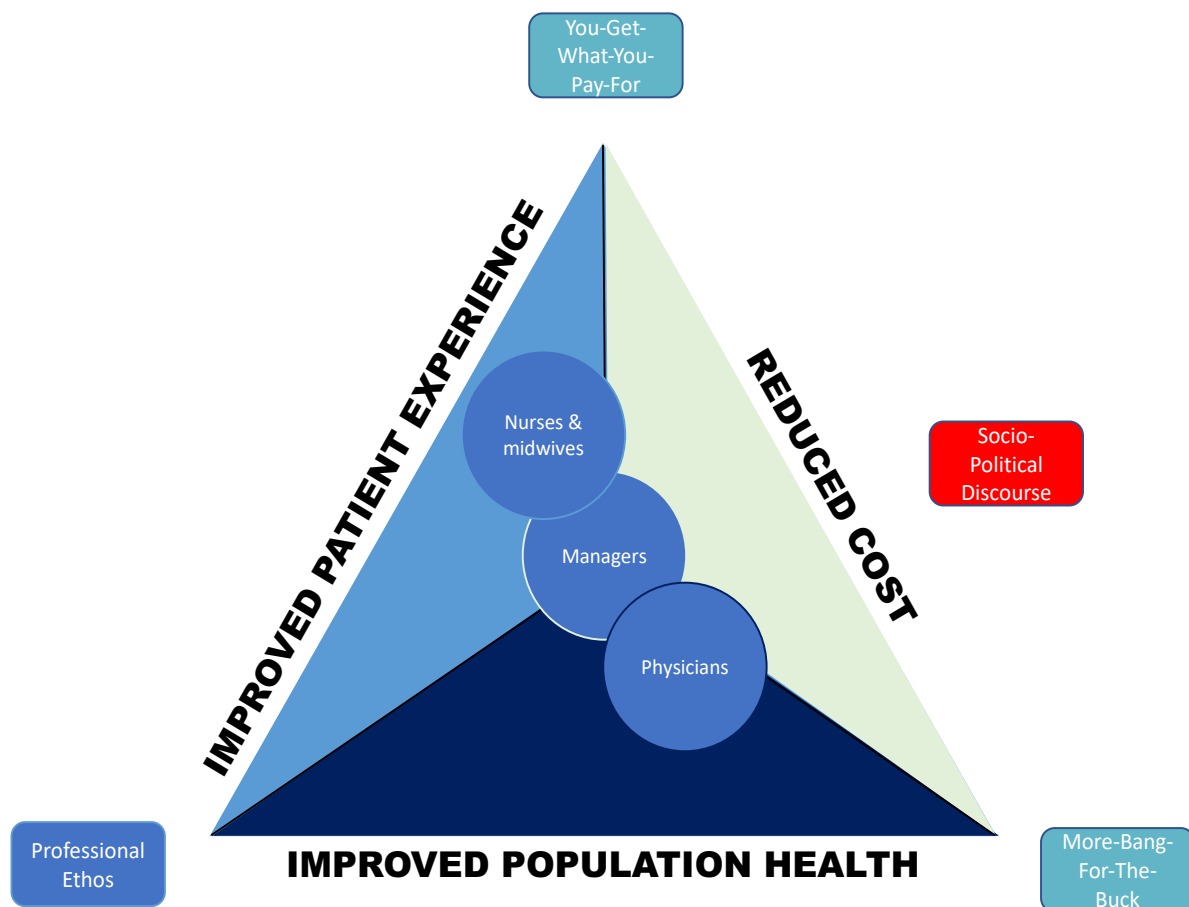 You-Get-
What-You-
Pay-For
IMPROVED PATIENT EXPERIENCE
REDUCED COST
Nurses &
midwives
Socio-
Political
Discourse
Managers
Physicians
Professional
Ethos
IMPROVED POPULATION HEALTH
More-Bang-
For-The-
Buck